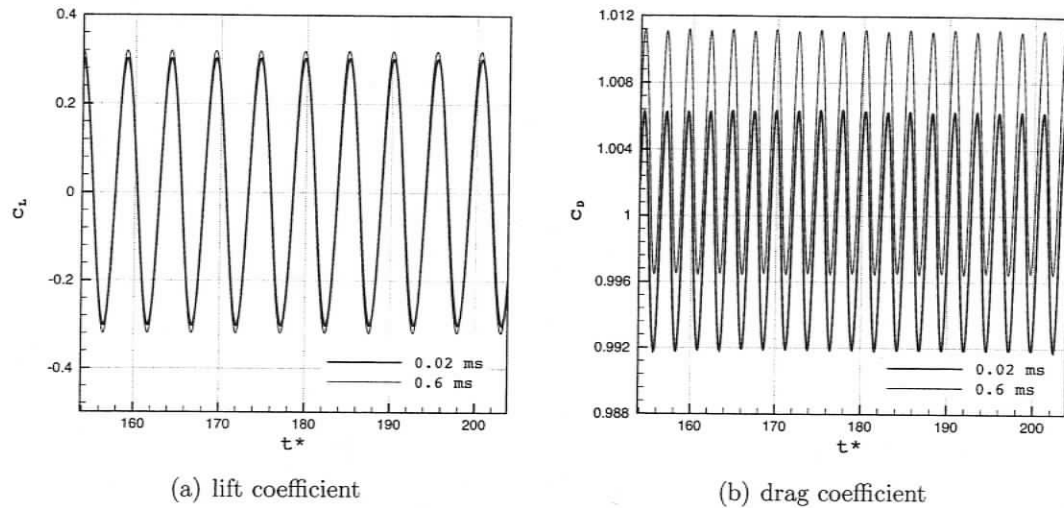 0.4
0.2
0
-0.2
-0.4
C_L
160 170 180 190 200
t*
0.02 ms
0.6 ms
(a) lift coefficient
1.012
1.008
1.004
1
0.996
0.992
0.988
C_D
160 170 180 190 200
t*
0.02 ms
0.6 ms
(b) drag coefficient